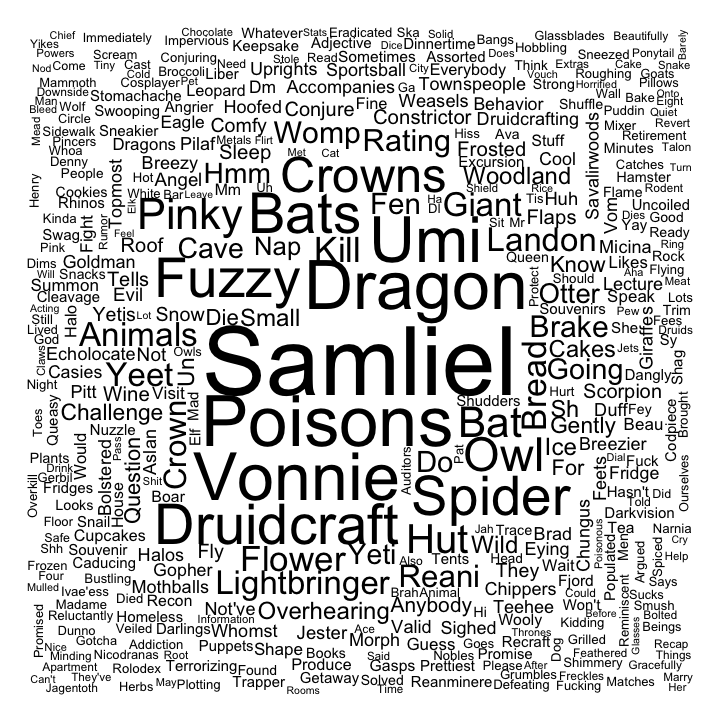 Chief Immediately Chocolate Whatever Stats Eradicated Ska Solid Glassblades Beautifully Barely
Yikes Impervious Keepsake Adjective Dice Dinnertime Bangs Hobbling Sneezed Ponytail
Powers Scream Conjuring Need Stole Read Sometimes Assorted Does Think Extras Cake Snake
Nod Come Tiny Cast Broccoli Liber Uprights Sportsball City Everybody Vouch Roughing Goats
Mammoth Cold Cosplayer Pet Leopard Dm Accompanies Ga Townspeople Strong Horrified Pillows
Downside Stomachache Hoofed Conjure Fine Weasels Behavior Shuffle Wall Bake Onto Eight Quiet
Man Bleed Wolf Swooping Angrier Eagle Comfy Constrictor Druidcrafting Puddin Revert
Mead Circle Sidewalk Sneakier Metals Flirt Womp Rating Hiss Ava Stuff Mixer Retirement
Pincers Dragons Pilaf Sleep Met Cat Frosted Excursion Cool Savalirwoods Minutes Talon
Whoa Denny Breezy Hmm Crowns Woodland Catches Turn
People Topmost Hot Angel Mm Uh Shield Rice Hamster
Henry Cookies Rhinos Elk White Bar Leave Pinky Bats Fen Ha Di Giant Tis Huh Vom Flame Rodent Uncoiled
Kinda Fight Rumor Feel Umi Sit Mr Flaps Dies Yay Good
Swag Pink Roof Cave Nap Kill Landon Micina Ready Ring
Dims Goldman Queen Know Likes Rock
Will Snacks Tells Fuzzy Dragon Protect Should Aha Flying
Summon Evil Otter Lecture Meat
Cleavage Yetis Lot Snow Die Small Souvenirs Speak Lots
Acting Still Halo Brake Pew Trim Fees
Lived God Animals Samliel She Giraffes Druids Sy
Claws Echolocate Not Owls Un Bread Cakes Jets Shag
Casies Yeet Going Dangly
Night Pitt Wine Visit Mad Hurt Scorpion
Toes Queasy Challenge Crown Elf Poisons Shudders Bat Sh Duff Fey Codpiece Brought
Nuzzle Gently Beau
Would Bolstered Pass Question Aslan Auditors Pat Owl Ice Breezier
Plants Drink Vonnie Do For Feets Dial Fuck
Overkill Gerbil Fridges House Shit Boar Spider Fridge Ourselves
Looks Hasn't Did Told
Floor Snail Druidcraft Hut Jah Trace Brad Chungus Poisonous Darkvision
Safe Cupcakes Wild Eying Tea Narnia
Shh Souvenir Halos Fly Flower Yeti Also Tents Head Wait Populated Men Argued Spiced Cry
Frozen Caducing Gopher They Help
Four Bustling Mothballs Lightbringer Reani Chippers Fjord Says
Mulled Ivae'ess Died Recon Brah Animal Could Sucks
Promised Madame Not've Overhearing Anybody Hi Teehee Won't Reminiscent Smush
Reluctantly Homeless Information Before Bolted
Dunno Veiled Darlings Whomst Jester Ace Valid Sighed Wooly Kidding Glasses Beings
Gotcha Addiction Puppets Shape Morph Guess Goes Thrones Recraft Dog Grilled Recap
Nice Minding Nicodranas Root Books Said Nobles Promise Feathered Things
Apartment Rolodex Terrorizing Found Produce Gasps Prettiest Please After Shimmery Gracefully
Can't They've Trapper Getaway Solved Reanminere Grumbles Freckles Marry
Jagentoth Herbs May Plotting Rooms Time Defeating Fucking Matches Her